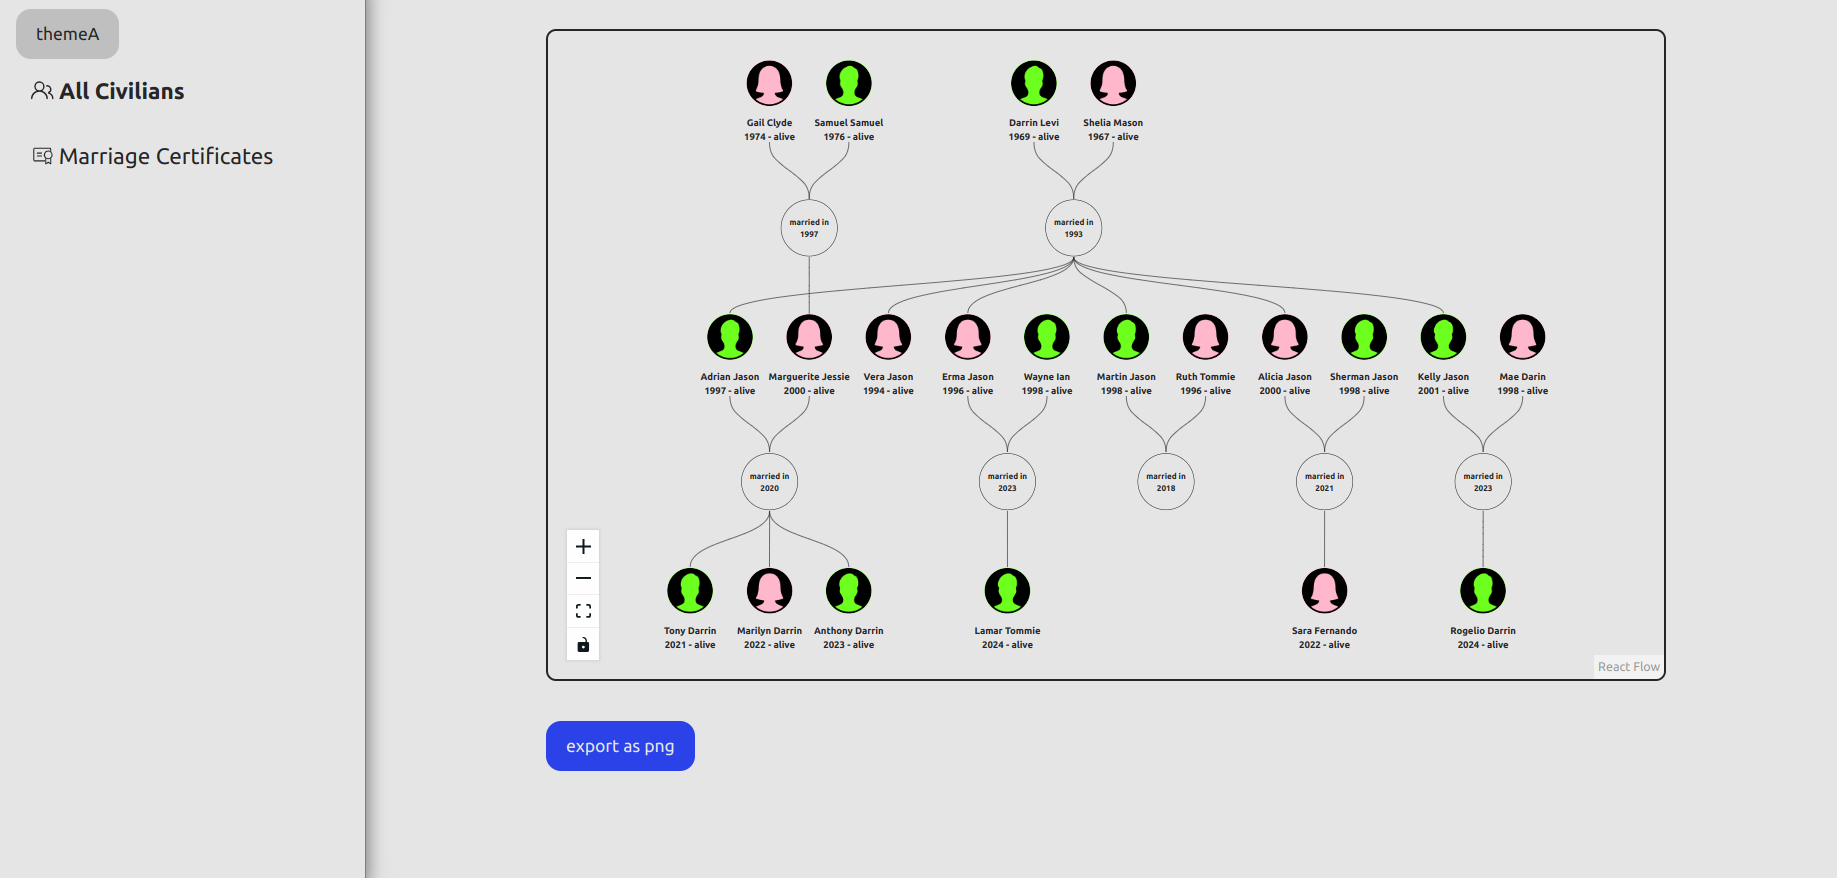 themeA
All Civilians
Marriage Certificates
Gail Clyde
1974 - alive
Samuel Samuel
1976 - alive
Darrin Levi
1969 - alive
Shelia Mason
1967 - alive
married in
1997
married in
1993
Adrian Jason
1997 - alive
Marguerite Jessie
2000 - alive
Vera Jason
1994 - alive
Erma Jason
1996 - alive
Wayne Ian
1998 - alive
Martin Jason
1998 - alive
Ruth Tommie
1996 - alive
Alicia Jason
2000 - alive
Sherman Jason
1998 - alive
Kelly Jason
2001 - alive
Mae Darin
1998 - alive
married in
2020
married in
2023
married in
2018
married in
2021
married in
2023
Tony Darrin
2021 - alive
Marilyn Darrin
2022 - alive
Anthony Darrin
2023 - alive
Lamar Tommie
2024 - alive
Sara Fernando
2022 - alive
Rogelio Darrin
2024 - alive
React Flow
export as png